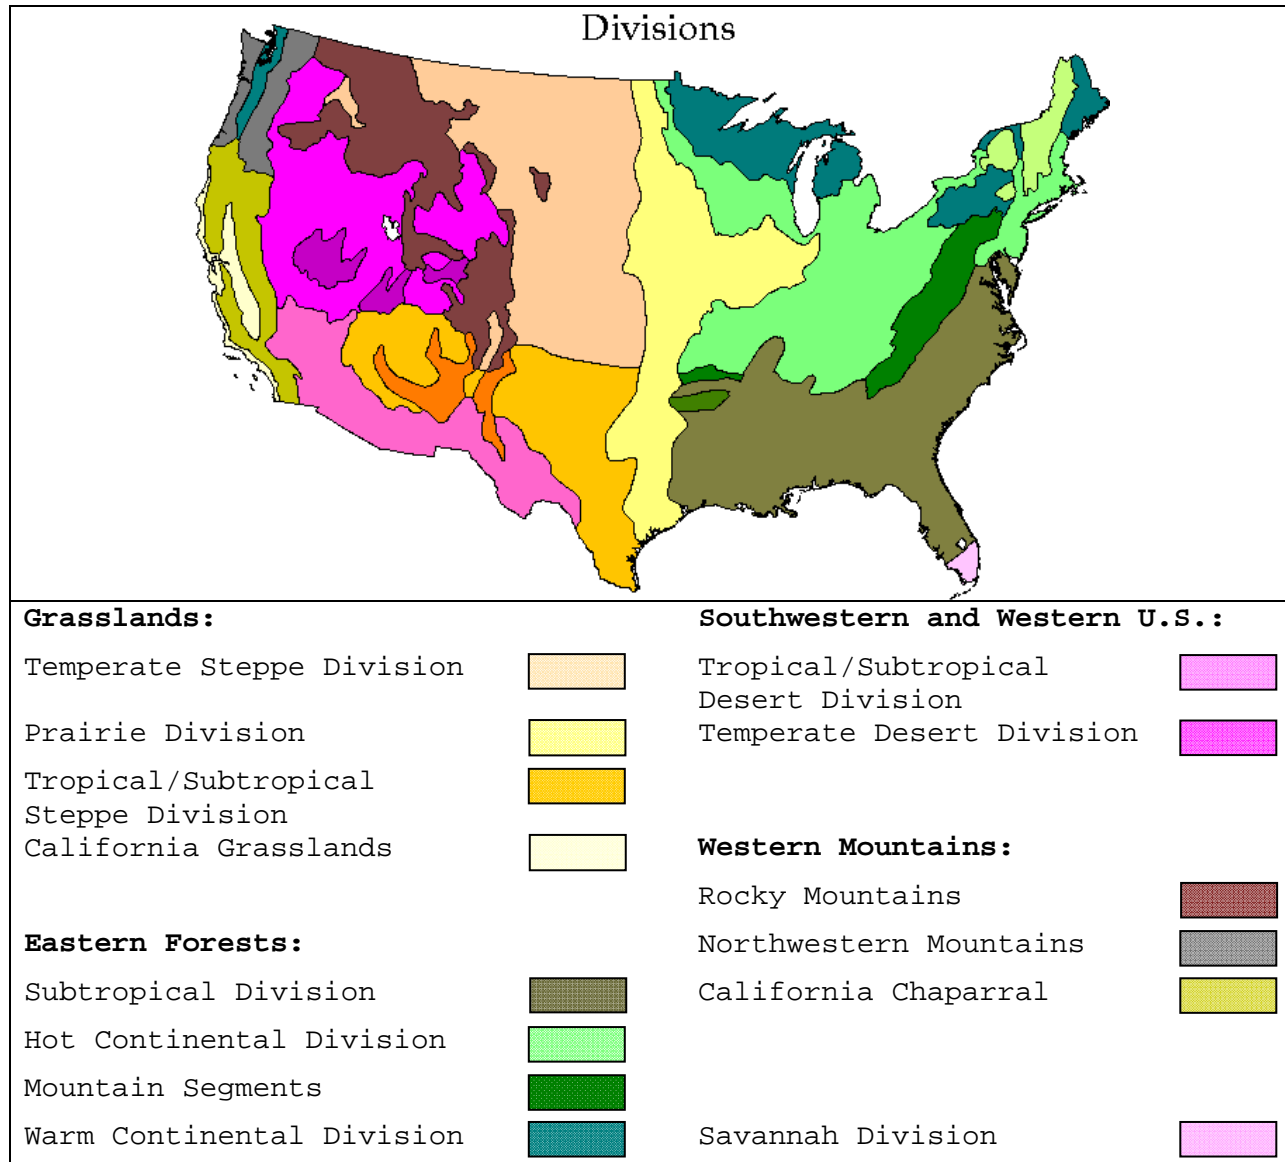 Divisions
Grasslands:
Temperate Steppe Division
Prairie Division
Tropical/Subtropical
Steppe Division
California Grasslands
Eastern Forests:
Subtropical Division
Hot Continental Division
Mountain Segments
Warm Continental Division
Southwestern and Western U.S.:
Tropical/Subtropical
Desert Division
Temperate Desert Division
Western Mountains:
Rocky Mountains
Northwestern Mountains
California Chaparral
Savannah Division